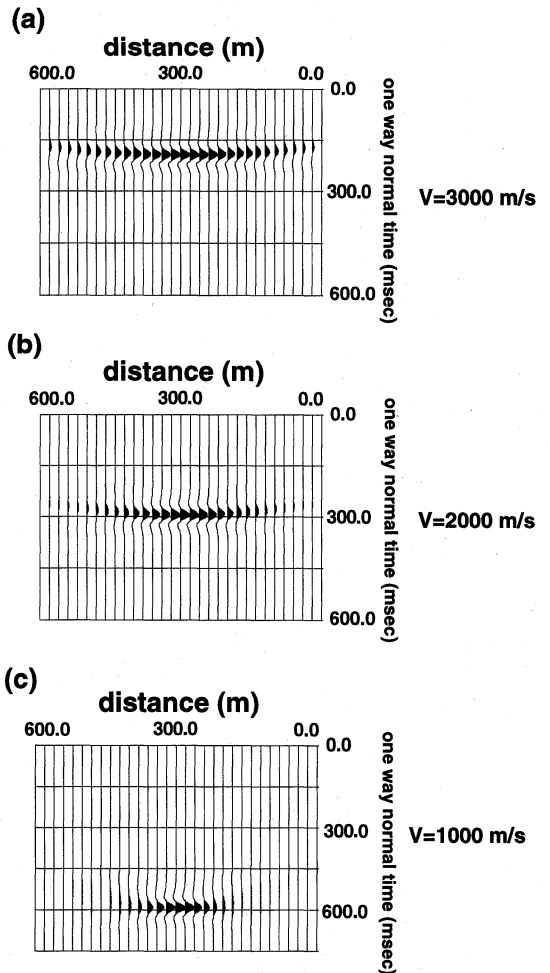 (a)
distance (m)
600.0 300.0 0.0
0.0
300.0
600.0
one way normal time (msec)
V=3000 m/s
(b)
distance (m)
600.0 300.0 0.0
0.0
300.0
600.0
one way normal time (msec)
V=2000 m/s
(c)
distance (m)
600.0 300.0 0.0
0.0
300.0
600.0
one way normal time (msec)
V=1000 m/s